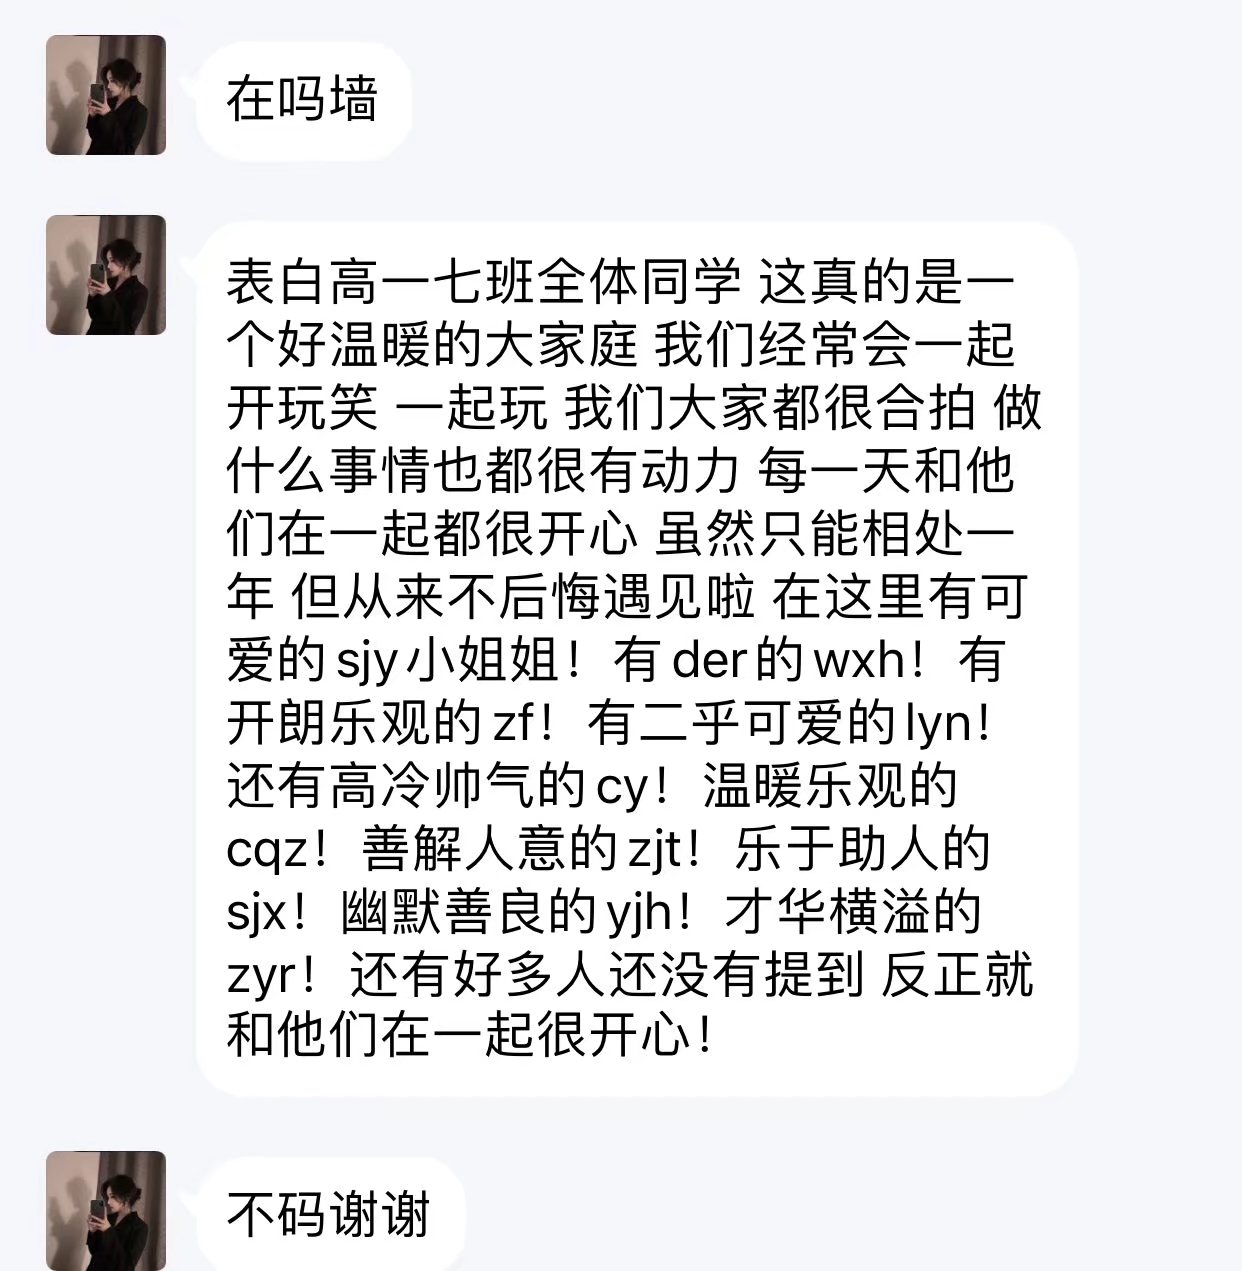 在吗墙
表白高一七班全体同学 这真的是一
个好温暖的大家庭 我们经常会一起
开玩笑 一起玩 我们大家都很合拍 做
什么事情也都很有动力 每一天和他
们在一起都很开心 虽然只能相处一
年 但从来不后悔遇见啦 在这里有可
爱的sjy小姐姐！有der的wxh！有
开朗乐观的zf！有二乎可爱的lyn！
还有高冷帅气的cy！温暖乐观的
cqz！善解人意的zjt！乐于助人的
sjx！幽默善良的yjh！才华横溢的
zyr！还有好多人还没有提到 反正就
和他们在一起很开心！
不码谢谢